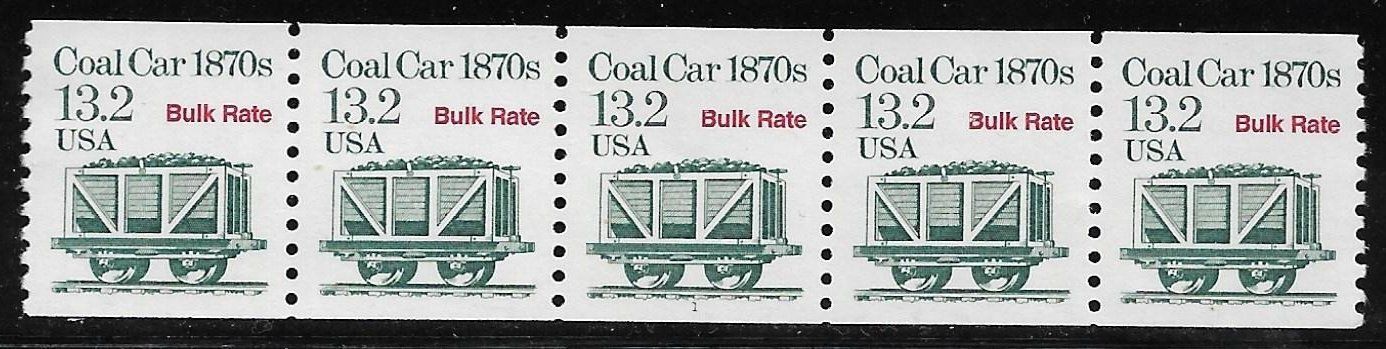 Coal Car 1870s
13.2 Bulk Rate
USA
Coal Car 1870s
13.2 Bulk Rate
USA
Coal Car 1870s
13.2 Bulk Rate
USA
1
Coal Car 1870s
13.2 Bulk Rate
USA
Coal Car 1870s
13.2 Bulk Rate
USA